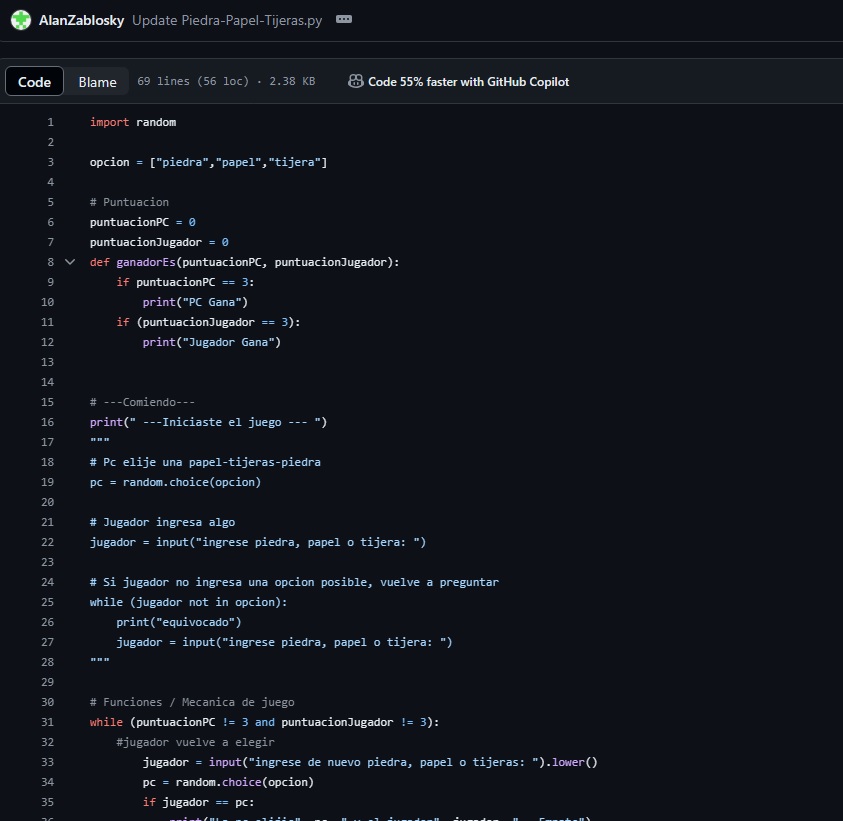 AlanZablosky Update Piedra-Papel-Tijeras.py
Code Blame 69 lines (56 loc) · 2.38 KB Code 55% faster with GitHub Copilot
1 import random
2
3 opcion = ["piedra","papel","tijera"]
4
5 # Puntuacion
6 puntuacionPC = 0
7 puntuacionJugador = 0
8 def ganadorEs(puntuacionPC, puntuacionJugador):
9 if puntuacionPC == 3:
10 print("PC Gana")
11 if (puntuacionJugador == 3):
12 print("Jugador Gana")
13
14
15 # ---Comiendo---
16 print(" ---Iniciaste el juego --- ")
17 """
18 # Pc elije una papel-tijeras-piedra
19 pc = random.choice(opcion)
20
21 # Jugador ingresa algo
22 jugador = input("ingrese piedra, papel o tijera: ")
23
24 # Si jugador no ingresa una opcion posible, vuelve a preguntar
25 while (jugador not in opcion):
26 print("equivocado")
27 jugador = input("ingrese piedra, papel o tijera: ")
28 """
29
30 # Funciones / Mecanica de juego
31 while (puntuacionPC != 3 and puntuacionJugador != 3):
32 #jugador vuelve a elegir
33 jugador = input("ingrese de nuevo piedra, papel o tijeras: ").lower()
34 pc = random.choice(opcion)
35 if jugador == pc: